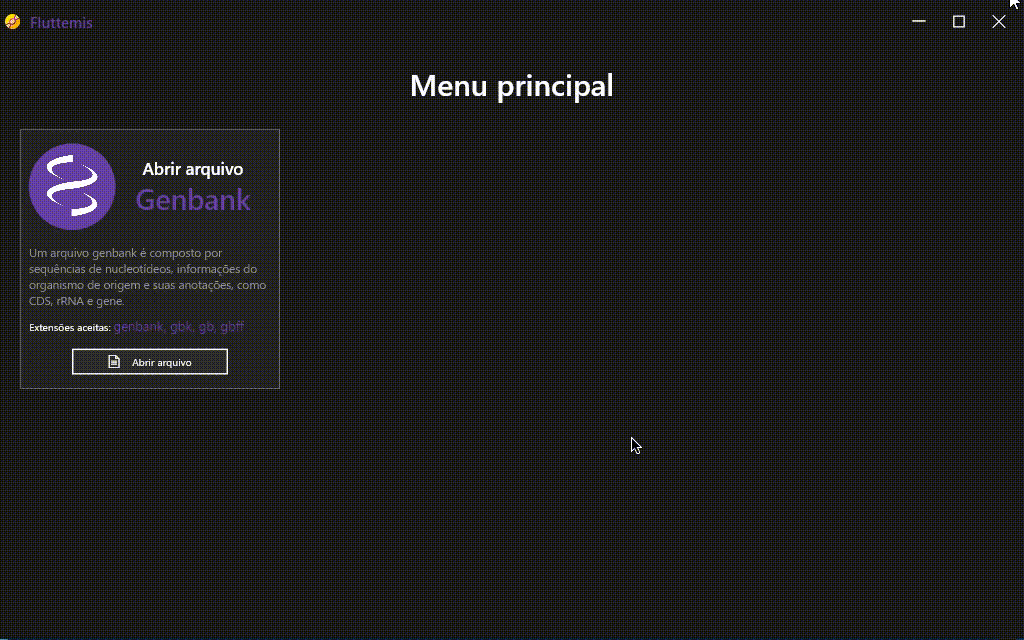 Fluttemis
Menu principal
Abrir arquivo
Genbank
Um arquivo genbank é composto por
sequências de nucleotídeos, informações do
organismo de origem e suas anotações, como
CDS, rRNA e gene.
Extensões aceitas: genbank, gbk, gb, gbff
Abrir arquivo